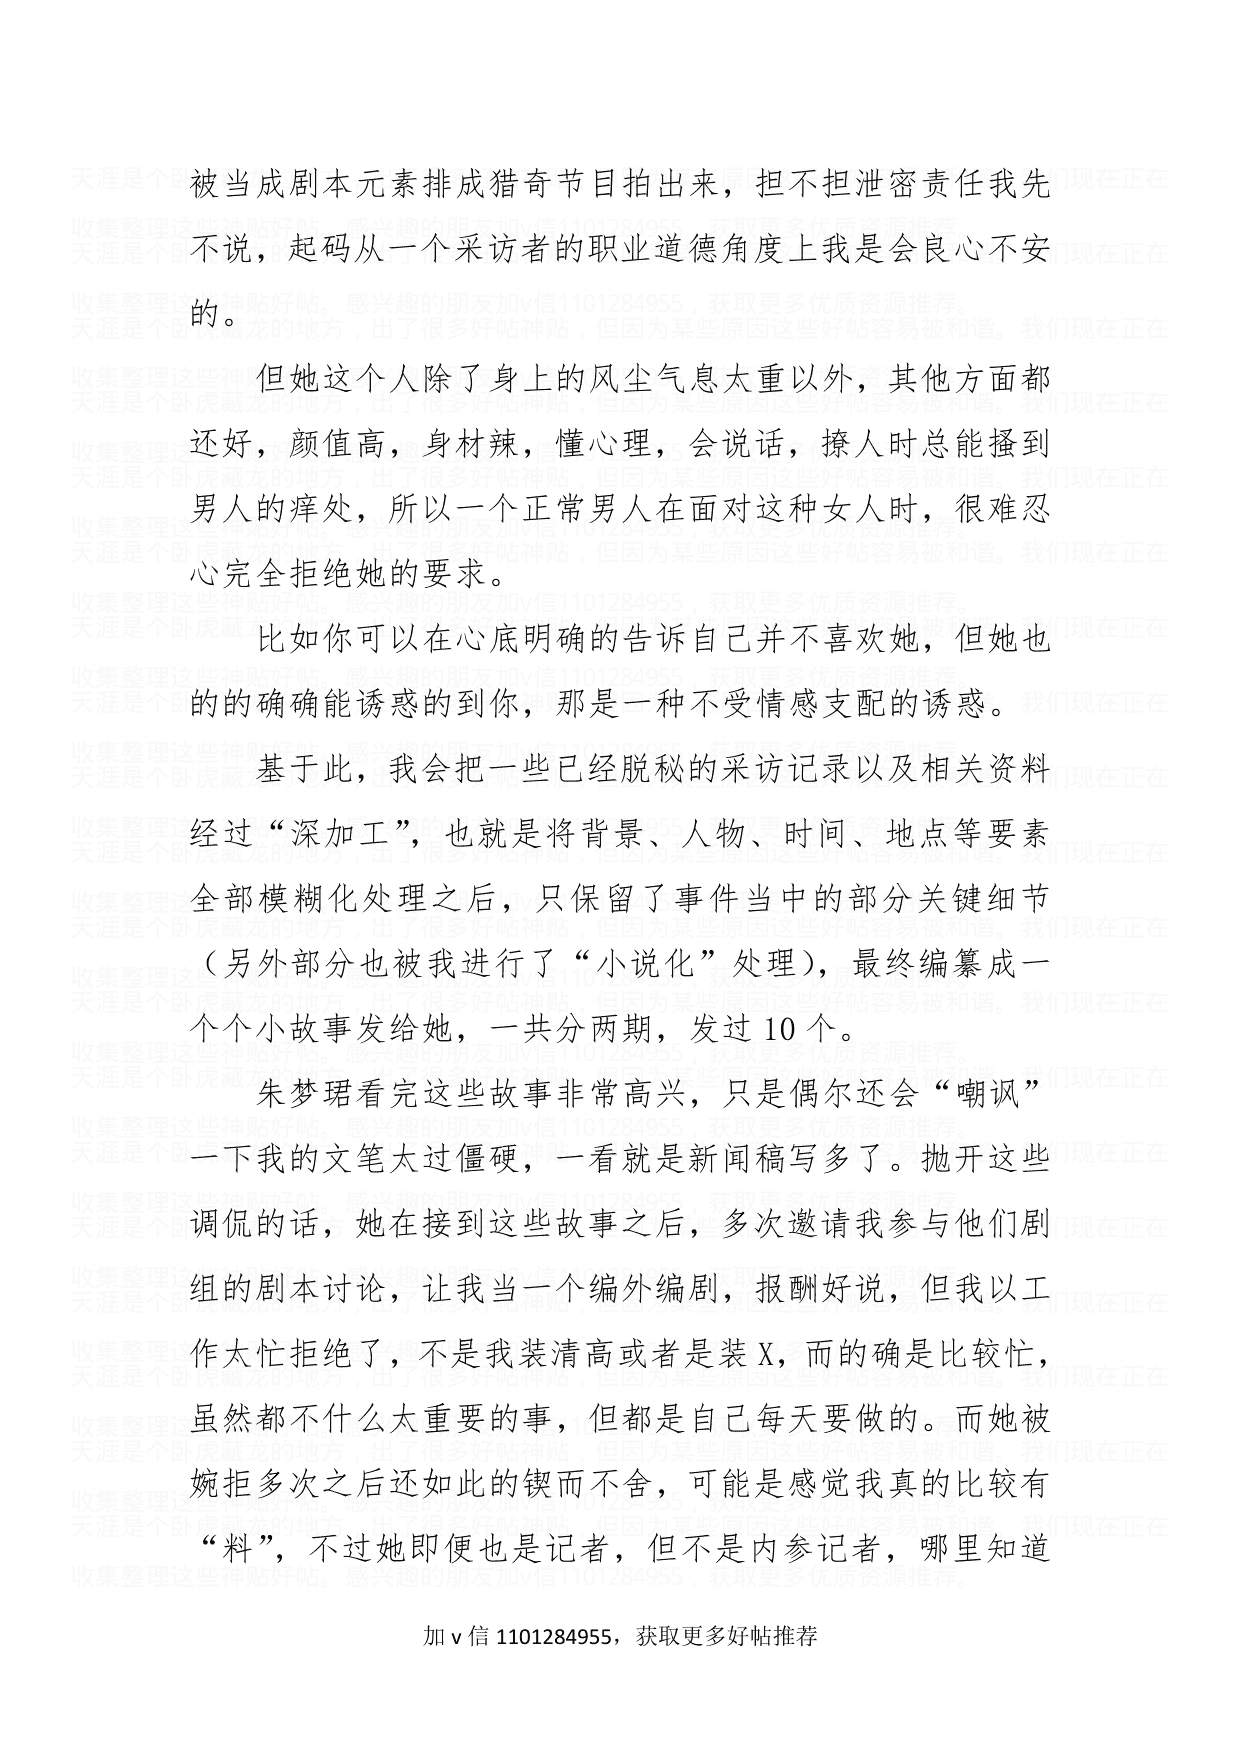 被当成剧本元素排成猎奇节目拍出来，担不担泄密责任我先
不说，起码从一个采访者的职业道德角度上我是会良心不安
的。
但她这个人除了身上的风尘气息太重以外，其他方面都
还好，颜值高，身材辣，懂心理，会说话，撩人时总能搔到
男人的痒处，所以一个正常男人在面对这种女人时，很难忍
心完全拒绝她的要求。
比如你可以在心底明确的告诉自己并不喜欢她，但她也
的的确确能诱惑的到你，那是一种不受情感支配的诱惑。
基于此，我会把一些已经脱秘的采访记录以及相关资料
经过“深加工”，也就是将背景、人物、时间、地点等要素
全部模糊化处理之后，只保留了事件当中的部分关键细节
（另外部分也被我进行了“小说化”处理），最终编纂成一
个个小故事发给她，一共分两期，发过 10 个。
朱梦珺看完这些故事非常高兴，只是偶尔还会“嘲讽”
一下我的文笔太过僵硬，一看就是新闻稿写多了。抛开这些
调侃的话，她在接到这些故事之后，多次邀请我参与他们剧
组的剧本讨论，让我当一个编外编剧，报酬好说，但我以工
作太忙拒绝了，不是我装清高或者是装 X，而的确是比较忙，
虽然都不什么太重要的事，但都是自己每天要做的。而她被
婉拒多次之后还如此的锲而不舍，可能是感觉我真的比较有
“料”，不过她即便也是记者，但不是内参记者，哪里知道
加 v 信 1101284955，获取更多好帖推荐